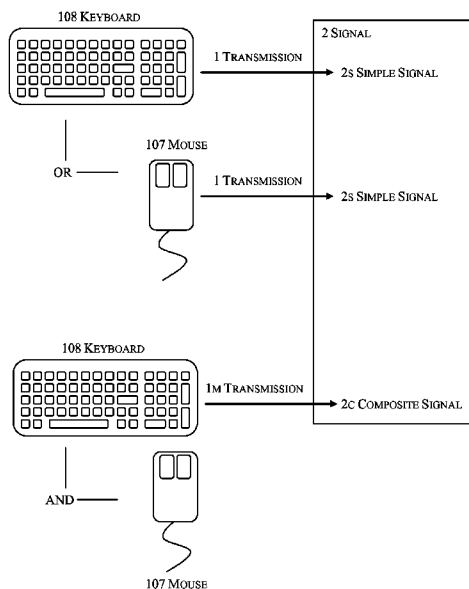 108 KEYBOARD
2 SIGNAL
1 TRANSMISSION
2S SIMPLE SIGNAL
OR
107 MOUSE
1 TRANSMISSION
2S SIMPLE SIGNAL
108 KEYBOARD
1M TRANSMISSION
2C COMPOSITE SIGNAL
AND
107 MOUSE